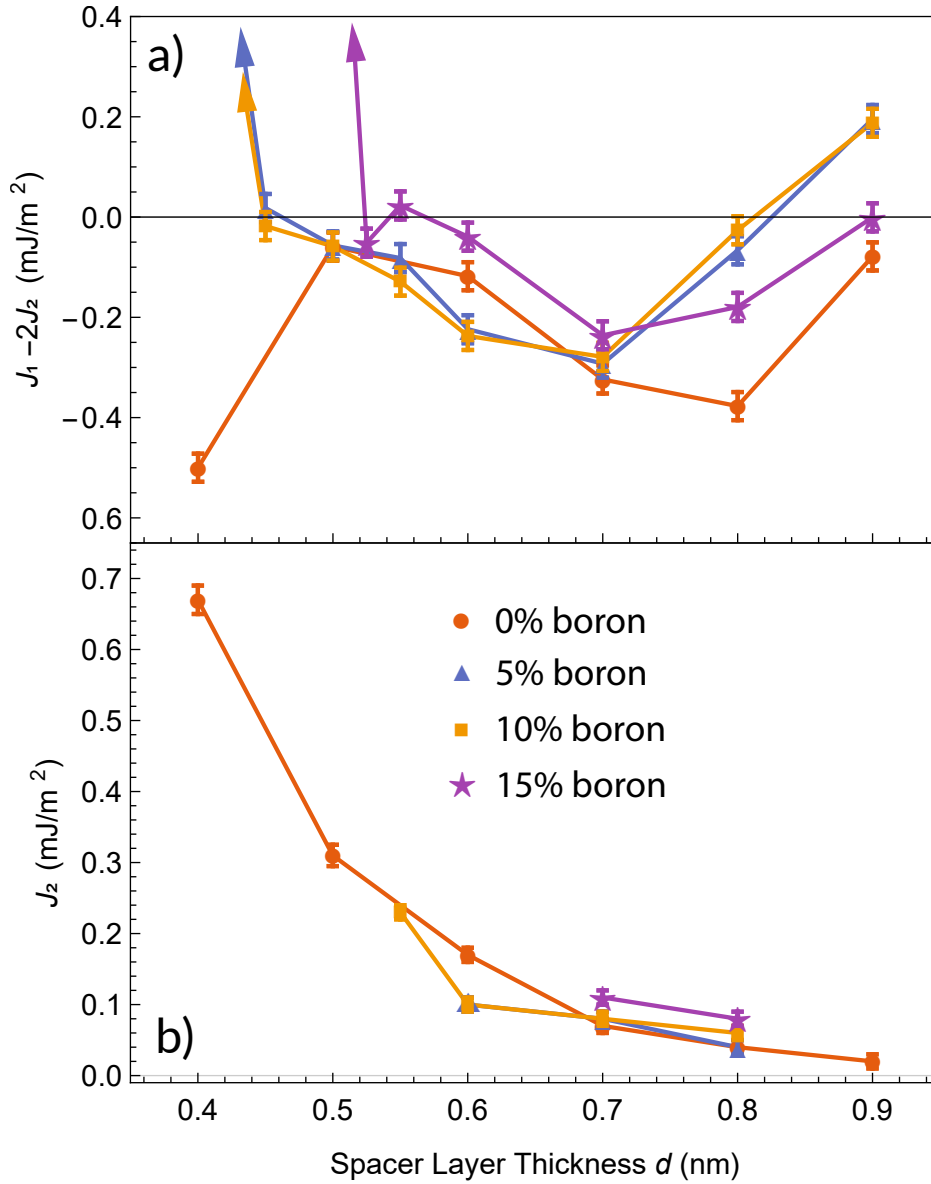 a)
0.4
0.2
0.0
−0.2
−0.4
0.6
J₁ −2J₂ (mJ/m ²)
0.7
0.6
0.5
0.4
0.3
0.2
0.1
0.0
J₂ (mJ/m²)
0% boron
5% boron
10% boron
15% boron
b)
0.4 0.5 0.6 0.7 0.8 0.9
Spacer Layer Thickness d (nm)